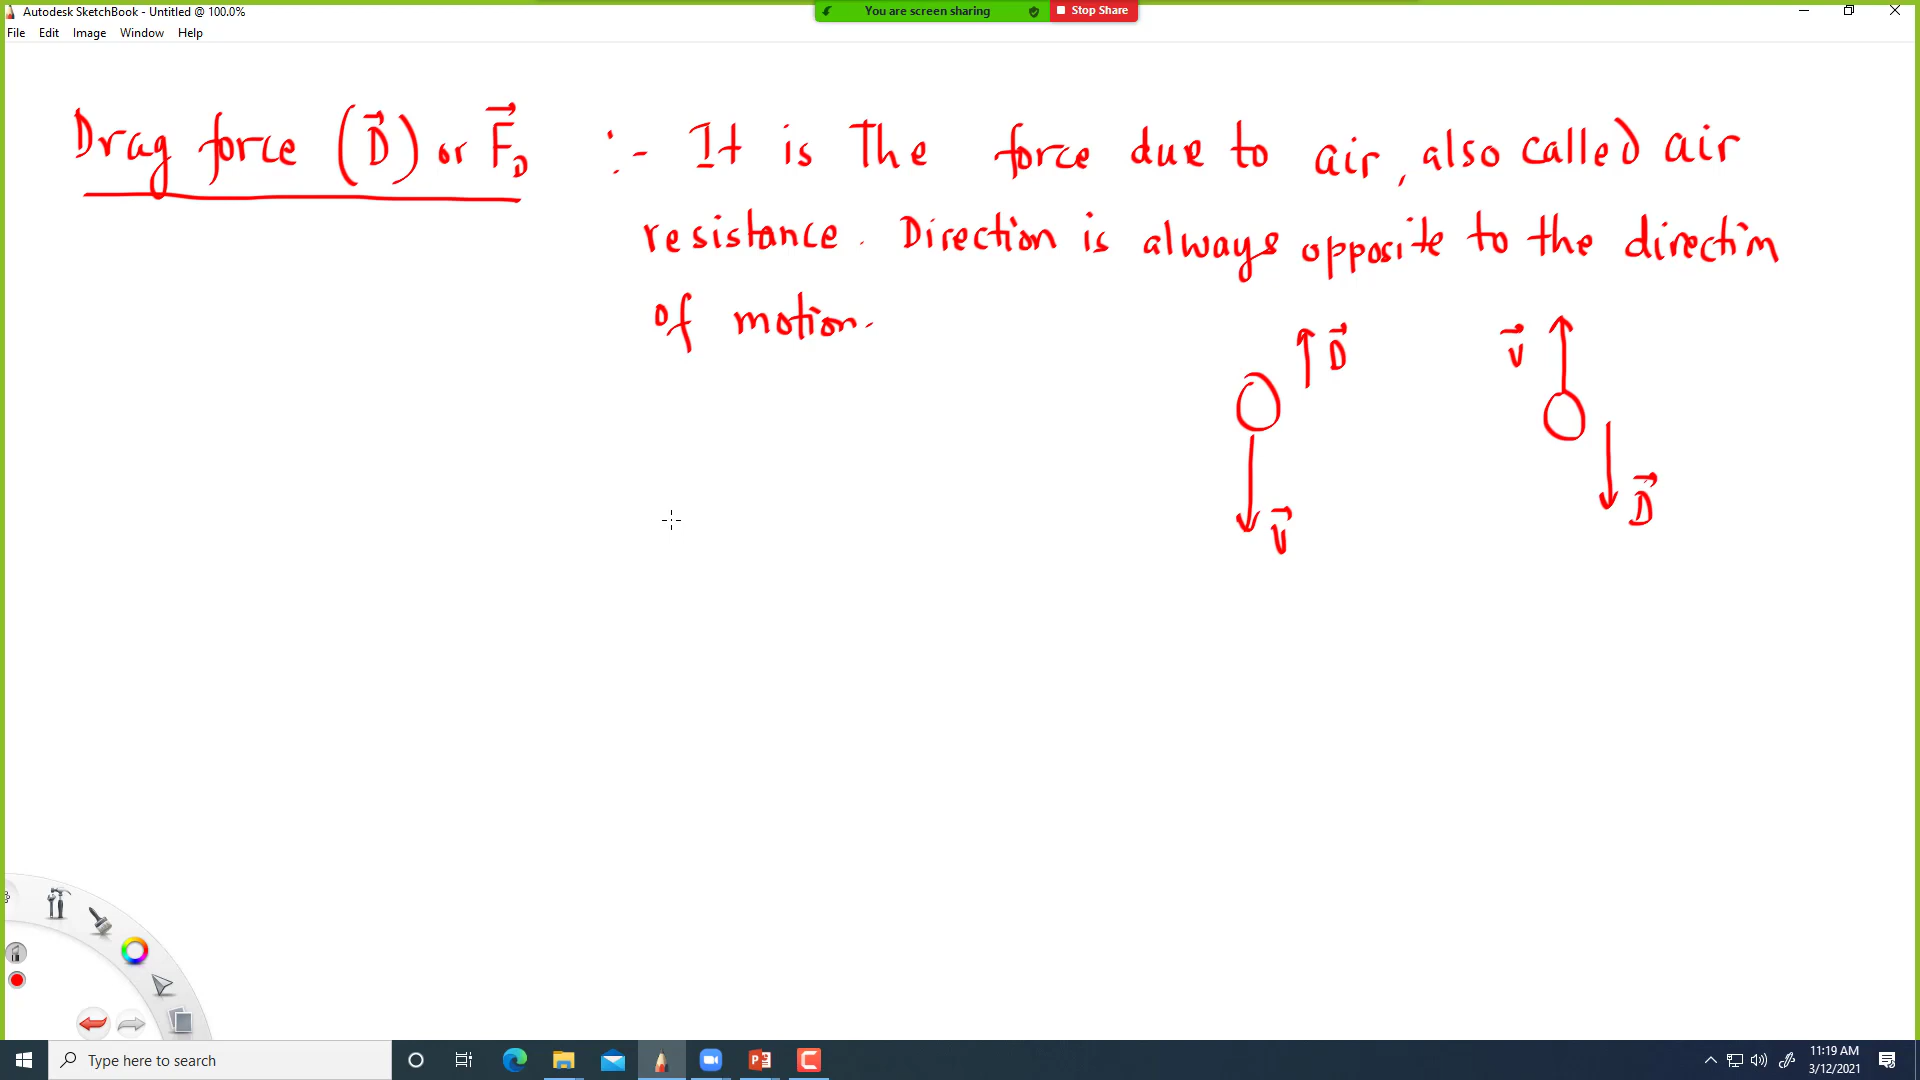 Autodesk SketchBook - Untitled @ 100.0%
You are screen sharing
Stop Share
File Edit Image Window Help
Drag force (D⃗) or F⃗_D :- It is The force due to air, also called air
resistance. Direction is always opposite to the directin
of motion.
D⃗
V⃗
V⃗
D⃗
Type here to search
11:19 AM
3/12/2021